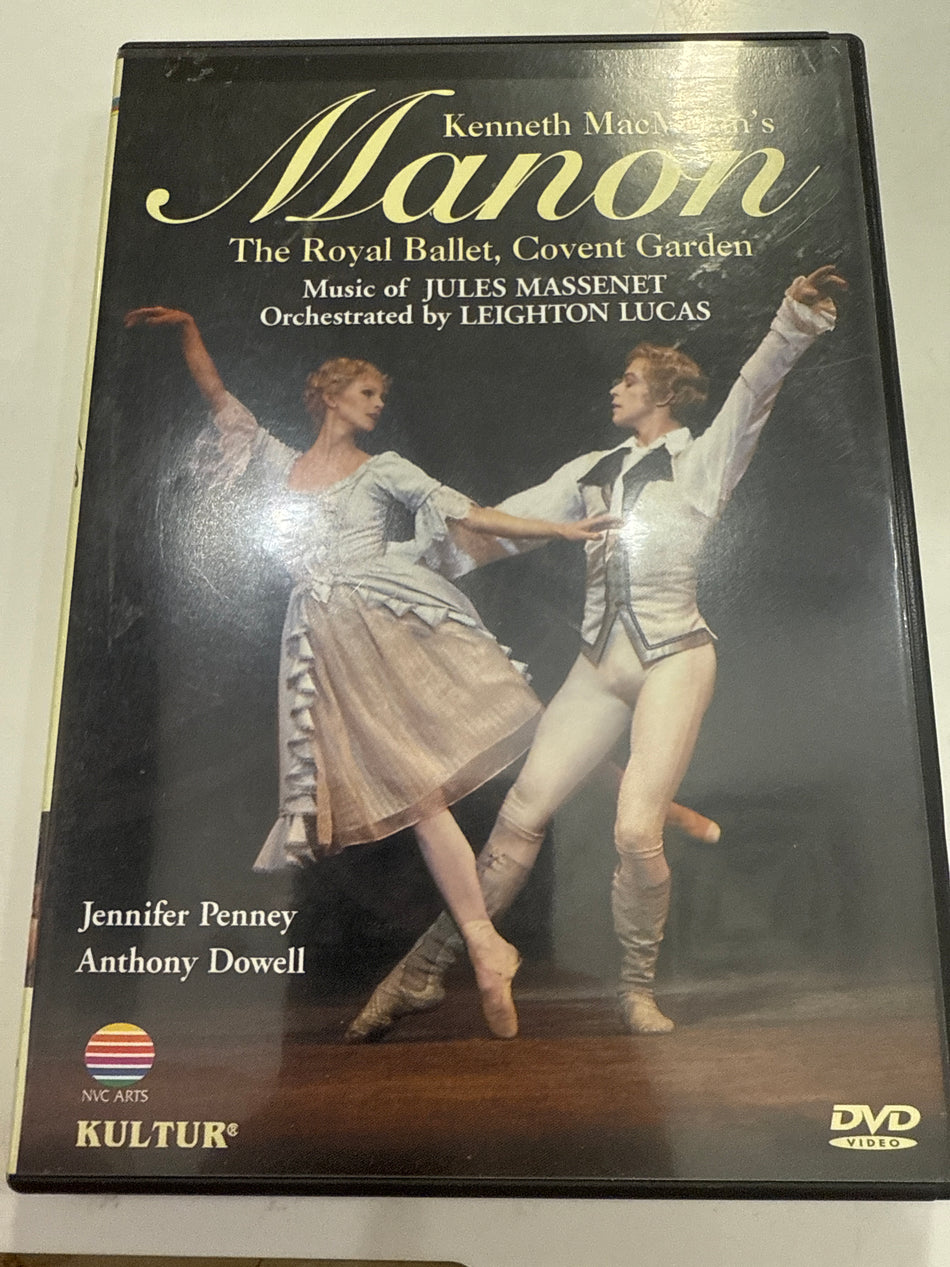 Kenneth MacMillan's
Manon
The Royal Ballet, Covent Garden
Music of JULES MASSENET
Orchestrated by LEIGHTON LUCAS
Jennifer Penney
Anthony Dowell
NVC ARTS
KULTUR®
DVD
VIDEO